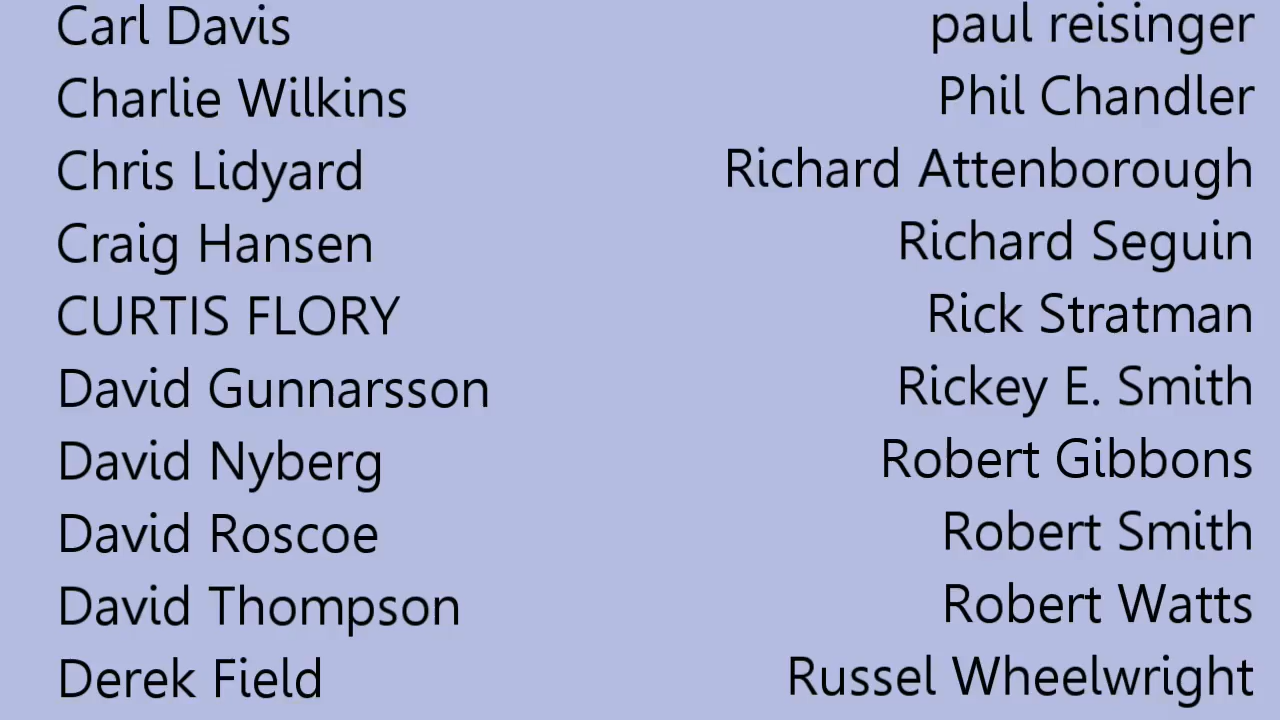 Carl Davis
Charlie Wilkins
Chris Lidyard
Craig Hansen
CURTIS FLORY
David Gunnarsson
David Nyberg
David Roscoe
David Thompson
Derek Field
paul reisinger
Phil Chandler
Richard Attenborough
Richard Seguin
Rick Stratman
Rickey E. Smith
Robert Gibbons
Robert Smith
Robert Watts
Russel Wheelwright